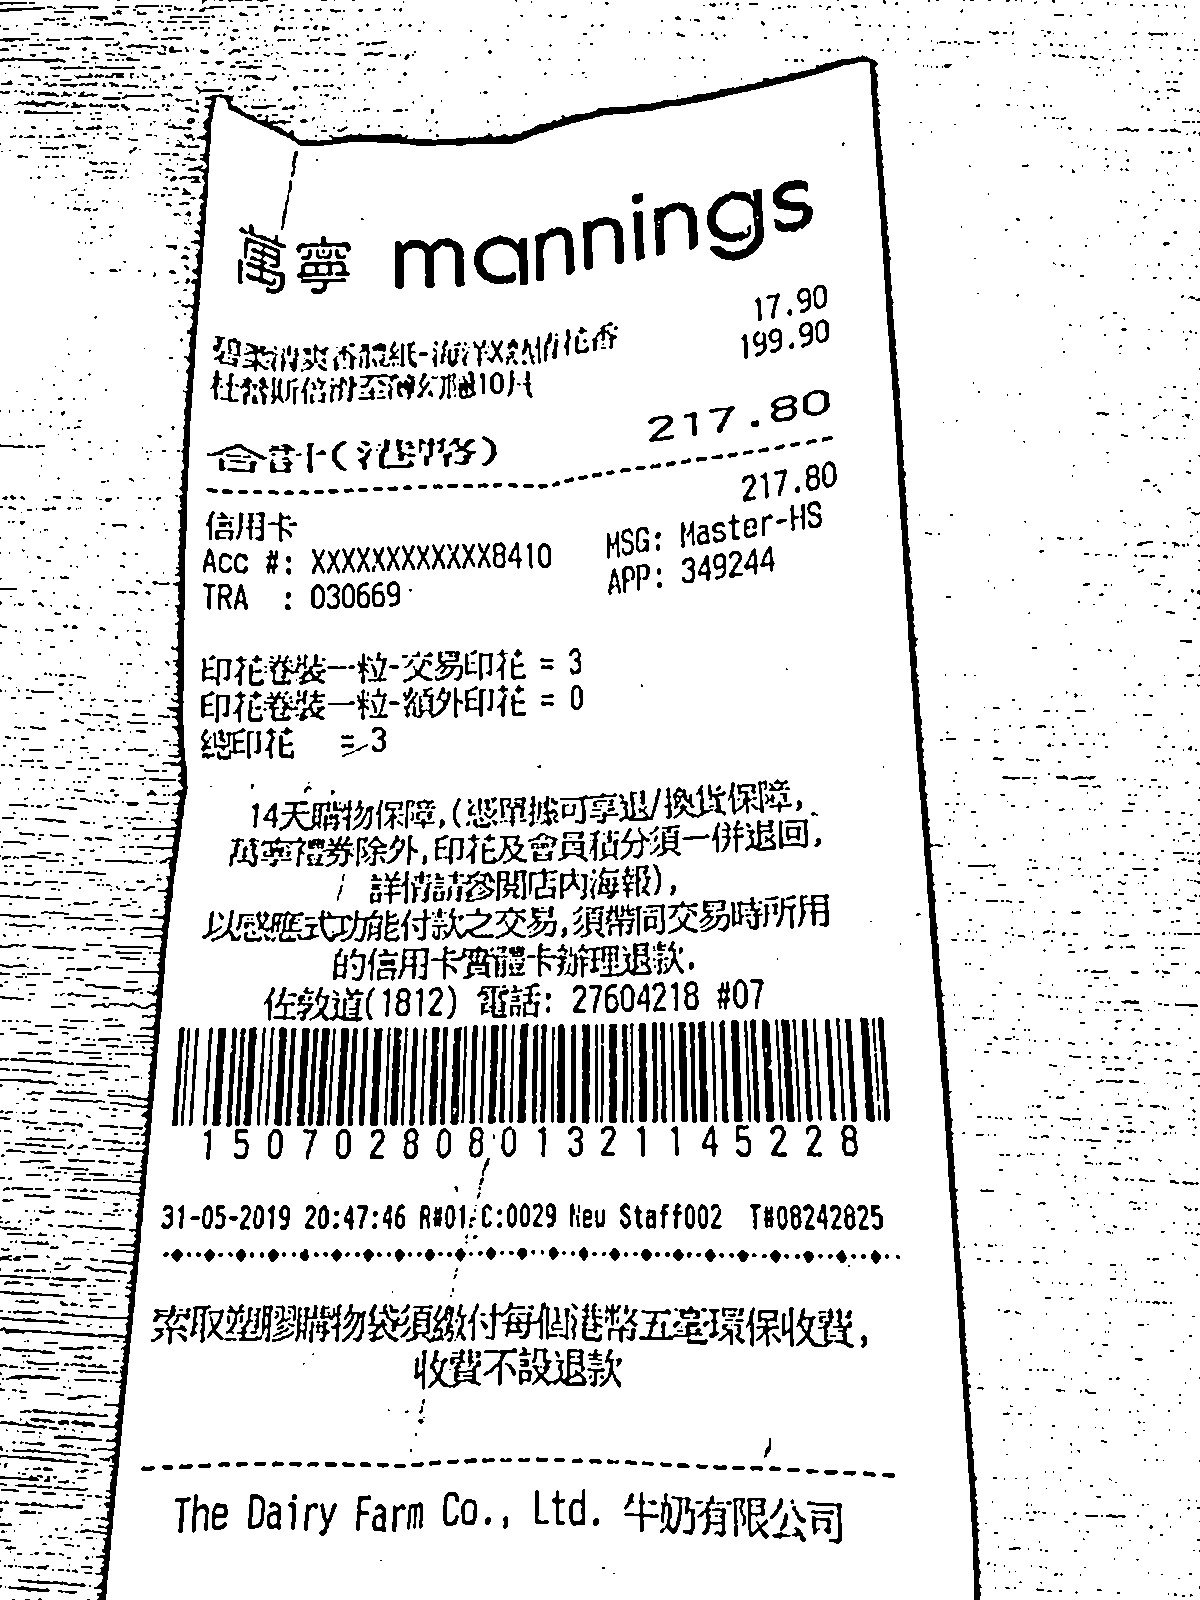 萬寧 mannings
碧柔清爽香體紙-海洋X熱情花香 17.90
杜蕾斯倍滑至薄幻隱10片 199.90
合計(港幣) 217.80
信用卡 217.80
Acc #: XXXXXXXXXXXX8410 MSG: Master-HS
TRA : 030669 APP: 349244
印花卷裝一粒-交易印花 = 3
印花卷裝一粒-額外印花 = 0
總印花 = 3
14天購物保障,(憑單據可享退/換貨保障,
萬寧禮券除外,印花及會員積分須一併退回,
詳情請參閱店內海報),
以感應式功能付款之交易,須帶同交易時所用
的信用卡實體卡辦理退款.
佐敦道(1812) 電話: 27604218 #07
15070280801321145228
31-05-2019 20:47:46 R#01 C:0029 New Staff002 T#08242825
索取塑膠購物袋須繳付每個港幣五毫環保收費,
收費不設退款
The Dairy Farm Co., Ltd. 牛奶有限公司